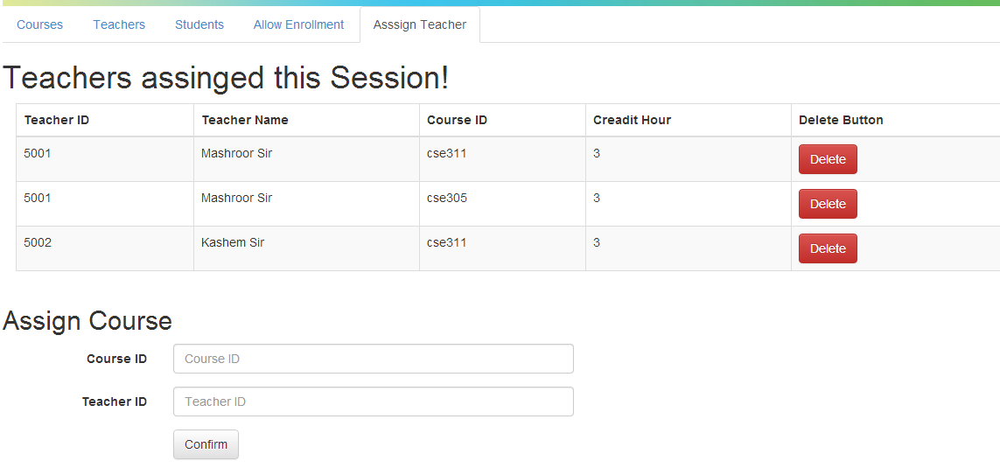 Courses Teachers Students Allow Enrollment Asssign Teacher
Teachers assinged this Session!
Teacher ID Teacher Name Course ID Creadit Hour Delete Button
5001 Mashroor Sir cse311 3 Delete
5001 Mashroor Sir cse305 3 Delete
5002 Kashem Sir cse311 3 Delete
Assign Course
Course ID Course ID
Teacher ID Teacher ID
Confirm